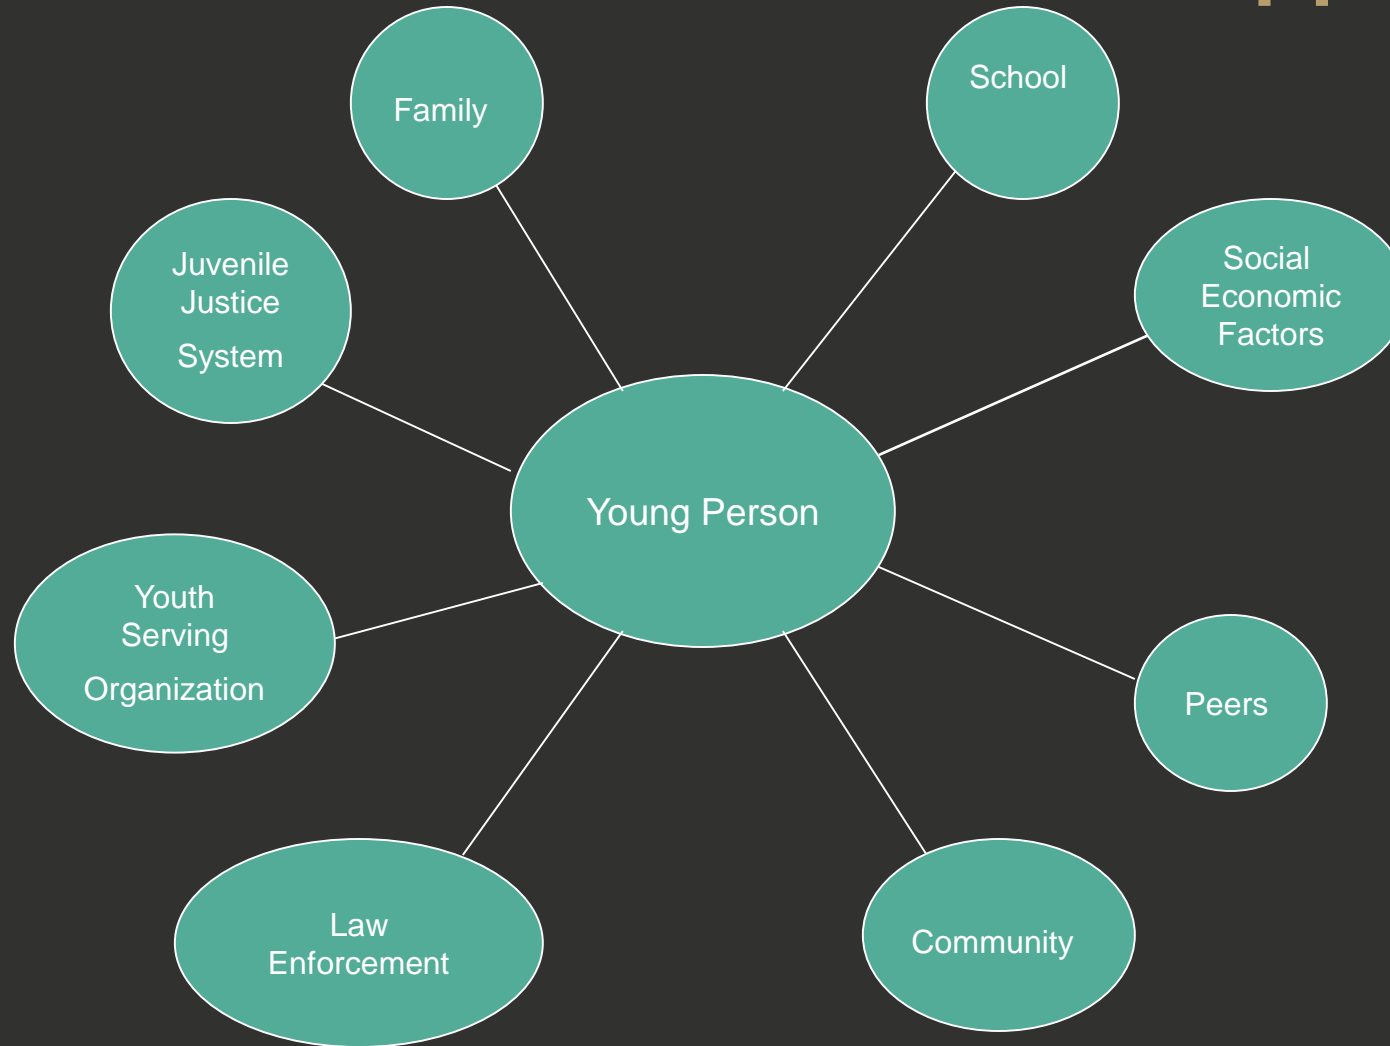 Family
School
Social
Economic
Factors
Juvenile
Justice
System
Young Person
Youth
Serving
Organization
Peers
Law
Enforcement
Community